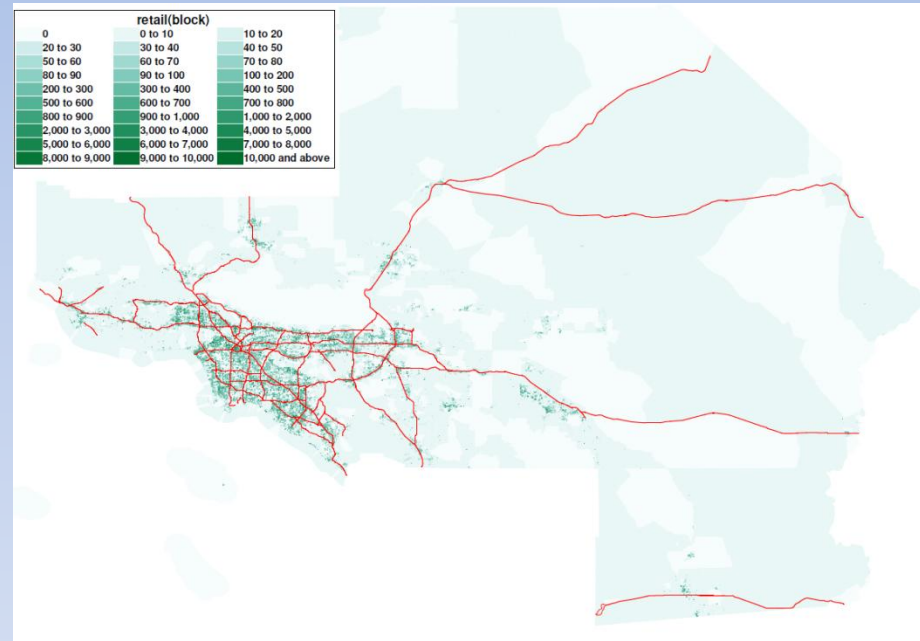 retail(block)
0 0 to 10 10 to 20
20 to 30 30 to 40 40 to 50
50 to 60 60 to 70 70 to 80
80 to 90 90 to 100 100 to 200
200 to 300 300 to 400 400 to 500
500 to 600 600 to 700 700 to 800
800 to 900 900 to 1,000 1,000 to 2,000
2,000 to 3,000 3,000 to 4,000 4,000 to 5,000
5,000 to 6,000 6,000 to 7,000 7,000 to 8,000
8,000 to 9,000 9,000 to 10,000 10,000 and above